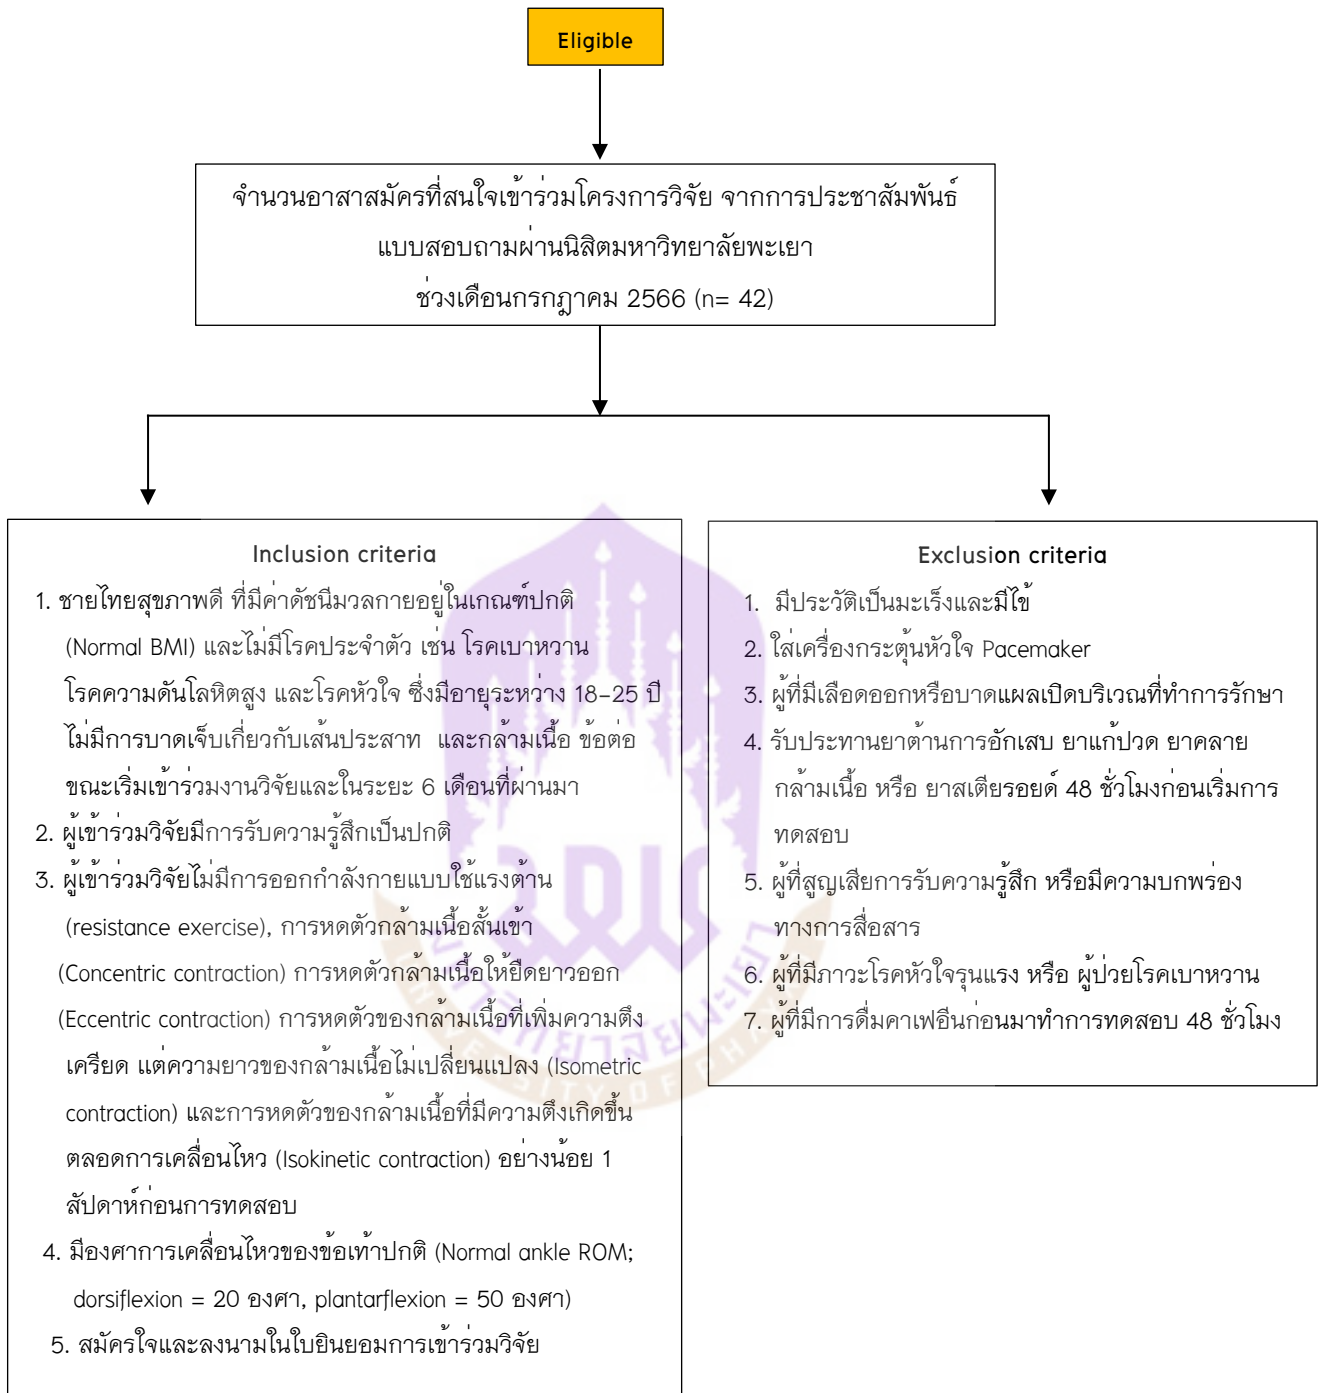 Eligible
จำนวนอาสาสมัครที่สนใจเข้าร่วมโครงการวิจัย จากการประชาสัมพันธ์
แบบสอบถามผ่านนิสิตมหาวิทยาลัยพะเยา
ช่วงเดือนกรกฎาคม 2566 (n= 42)
Inclusion criteria
1. ชายไทยสุขภาพดี ที่มีค่าดัชนีมวลกายอยู่ในเกณฑ์ปกติ
(Normal BMI) และไม่มีโรคประจำตัว เช่น โรคเบาหวาน
โรคความดันโลหิตสูง และโรคหัวใจ ซึ่งมีอายุระหว่าง 18-25 ปี
ไม่มีการบาดเจ็บเกี่ยวกับเส้นประสาท และกล้ามเนื้อ ข้อต่อ
ขณะเริ่มเข้าร่วมงานวิจัยและในระยะ 6 เดือนที่ผ่านมา
2. ผู้เข้าร่วมวิจัยมีการรับความรู้สึกเป็นปกติ
3. ผู้เข้าร่วมวิจัยไม่มีการออกกำลังกายแบบใช้แรงต้าน
(resistance exercise), การหดตัวกล้ามเนื้อสั้นเข้า
(Concentric contraction) การหดตัวกล้ามเนื้อให้ยืดยาวออก
(Eccentric contraction) การหดตัวของกล้ามเนื้อที่เพิ่มความตึง
เครียด แต่ความยาวของกล้ามเนื้อไม่เปลี่ยนแปลง (Isometric
contraction) และการหดตัวของกล้ามเนื้อที่มีความตึงเกิดขึ้น
ตลอดการเคลื่อนไหว (Isokinetic contraction) อย่างน้อย 1
สัปดาห์ก่อนการทดสอบ
4. มีองศาการเคลื่อนไหวของข้อเท้าปกติ (Normal ankle ROM;
dorsiflexion = 20 องศา, plantarflexion = 50 องศา)
5. สมัครใจและลงนามในใบยินยอมการเข้าร่วมวิจัย
Exclusion criteria
1. มีประวัติเป็นมะเร็งและมีไข้
2. ใส่เครื่องกระตุ้นหัวใจ Pacemaker
3. ผู้ที่มีเลือดออกหรือบาดแผลเปิดบริเวณที่ทำการรักษา
4. รับประทานยาต้านการอักเสบ ยาแก้ปวด ยาคลาย
กล้ามเนื้อ หรือ ยาสเตียรอยด์ 48 ชั่วโมงก่อนเริ่มการ
ทดสอบ
5. ผู้ที่สูญเสียการรับความรู้สึก หรือมีความบกพร่อง
ทางการสื่อสาร
6. ผู้ที่มีภาวะโรคหัวใจรุนแรง หรือ ผู้ป่วยโรคเบาหวาน
7. ผู้ที่มีการดื่มคาเฟอีนก่อนมาทำการทดสอบ 48 ชั่วโมง
มหาวิทยาลัยพะเยา
UNIVERSITY OF